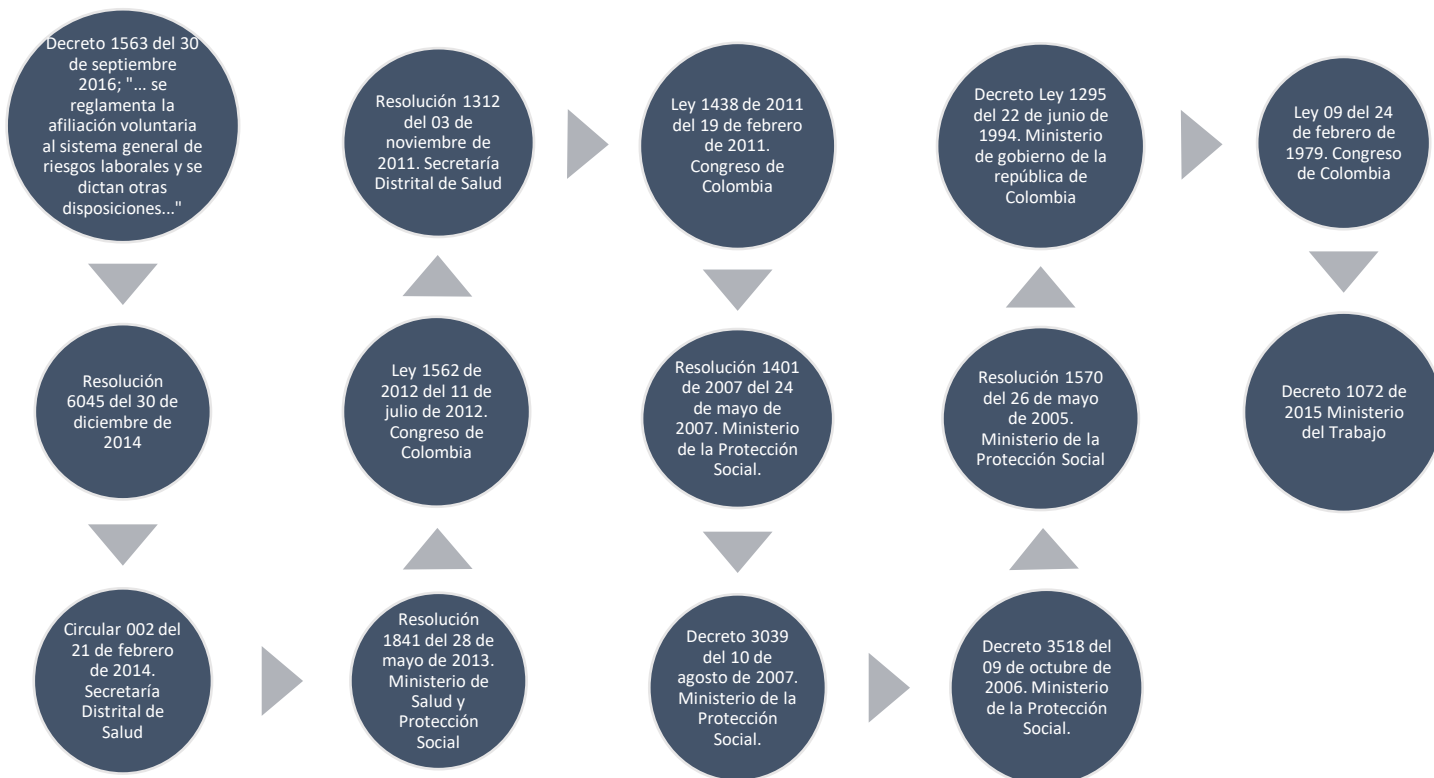 Decreto 1563 del 30
de septiembre
2016; "... se
reglamenta la
afiliación voluntaria
al sistema general de
riesgos laborales y se
dictan otras
disposiciones..."
Resolución
6045 del 30 de
diciembre de
2014
Circular 002 del
21 de febrero
de 2014.
Secretaría
Distrital de
Salud
Resolución
1841 del 28 de
mayo de 2013.
Ministerio de
Salud y
Protección
Social
Ley 1562 de
2012 del 11 de
julio de 2012.
Congreso de
Colombia
Resolución 1312
del 03 de
noviembre de
2011. Secretaría
Distrital de Salud
Ley 1438 de 2011
del 19 de febrero
de 2011.
Congreso de
Colombia
Resolución 1401
de 2007 del 24
de mayo de
2007. Ministerio
de la Protección
Social.
Decreto 3039
del 10 de
agosto de 2007.
Ministerio de la
Protección
Social.
Decreto 3518 del
09 de octubre de
2006. Ministerio
de la Protección
Social.
Resolución 1570
del 26 de mayo
de 2005.
Ministerio de la
Protección Social
Decreto Ley 1295
del 22 de junio de
1994. Ministerio
de gobierno de la
república de
Colombia
Ley 09 del 24
de febrero de
1979. Congreso
de Colombia
Decreto 1072 de
2015 Ministerio
del Trabajo